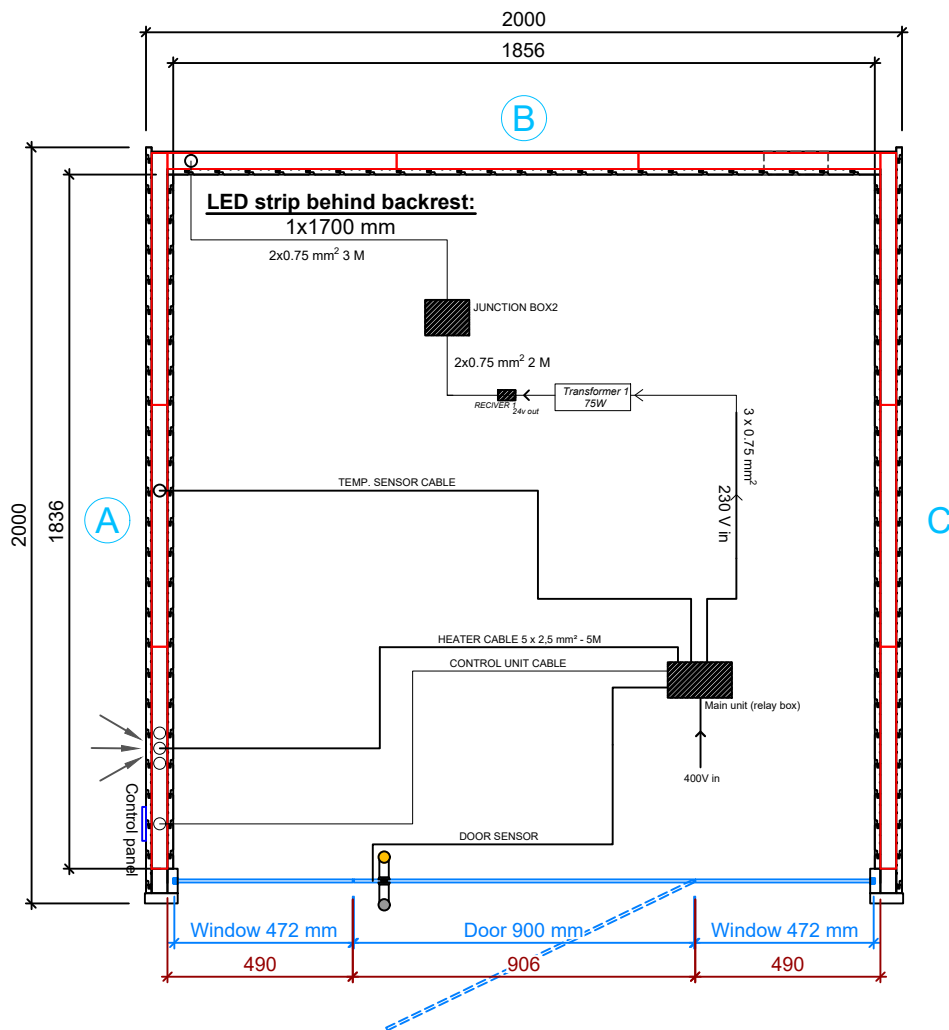 2000
1856
B
LED strip behind backrest:
1x1700 mm
2x0.75 mm² 3 M
JUNCTION BOX2
2x0.75 mm² 2 M
Transformer 1
75W
RECIVER 1
24v out
3 x 0.75 mm²
230 V in
TEMP. SENSOR CABLE
2000
1836
A
C
HEATER CABLE 5 x 2,5 mm² - 5M
CONTROL UNIT CABLE
Main unit (relay box)
400V in
Control panel
DOOR SENSOR
Window 472 mm
Door 900 mm
Window 472 mm
490
906
490